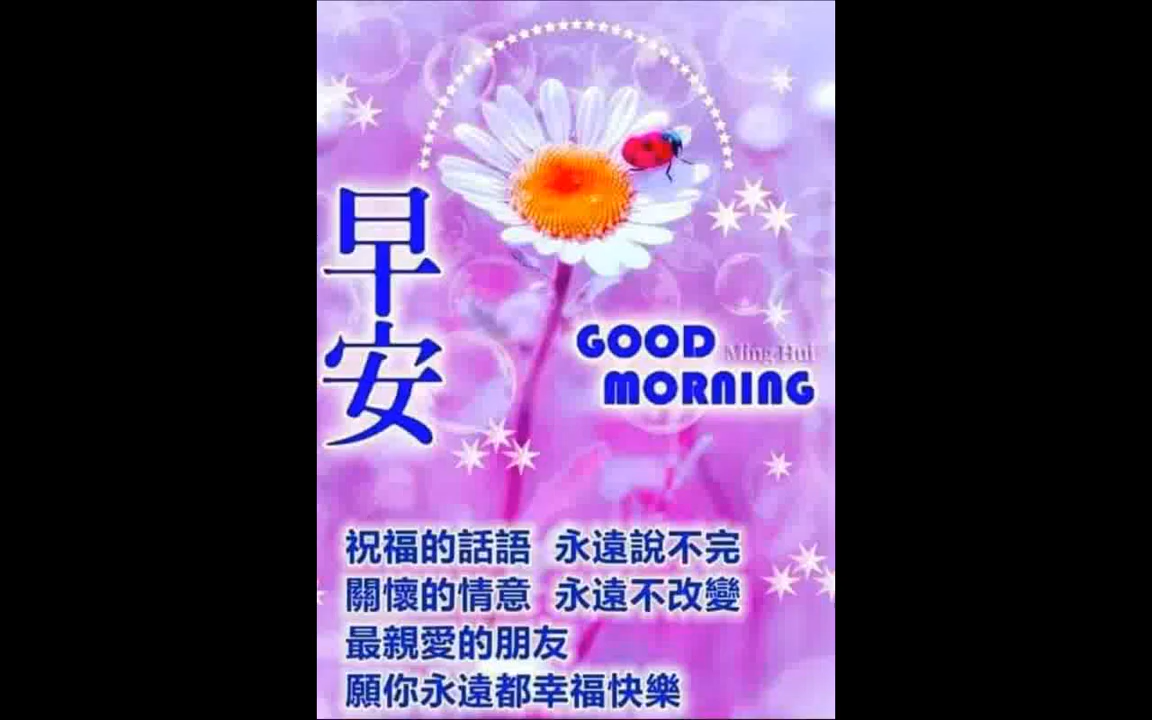 早安
GOOD
Ming Hui
MORNING
祝福的話語 永遠說不完
關懷的情意 永遠不改變
最親愛的朋友
願你永遠都幸福快樂